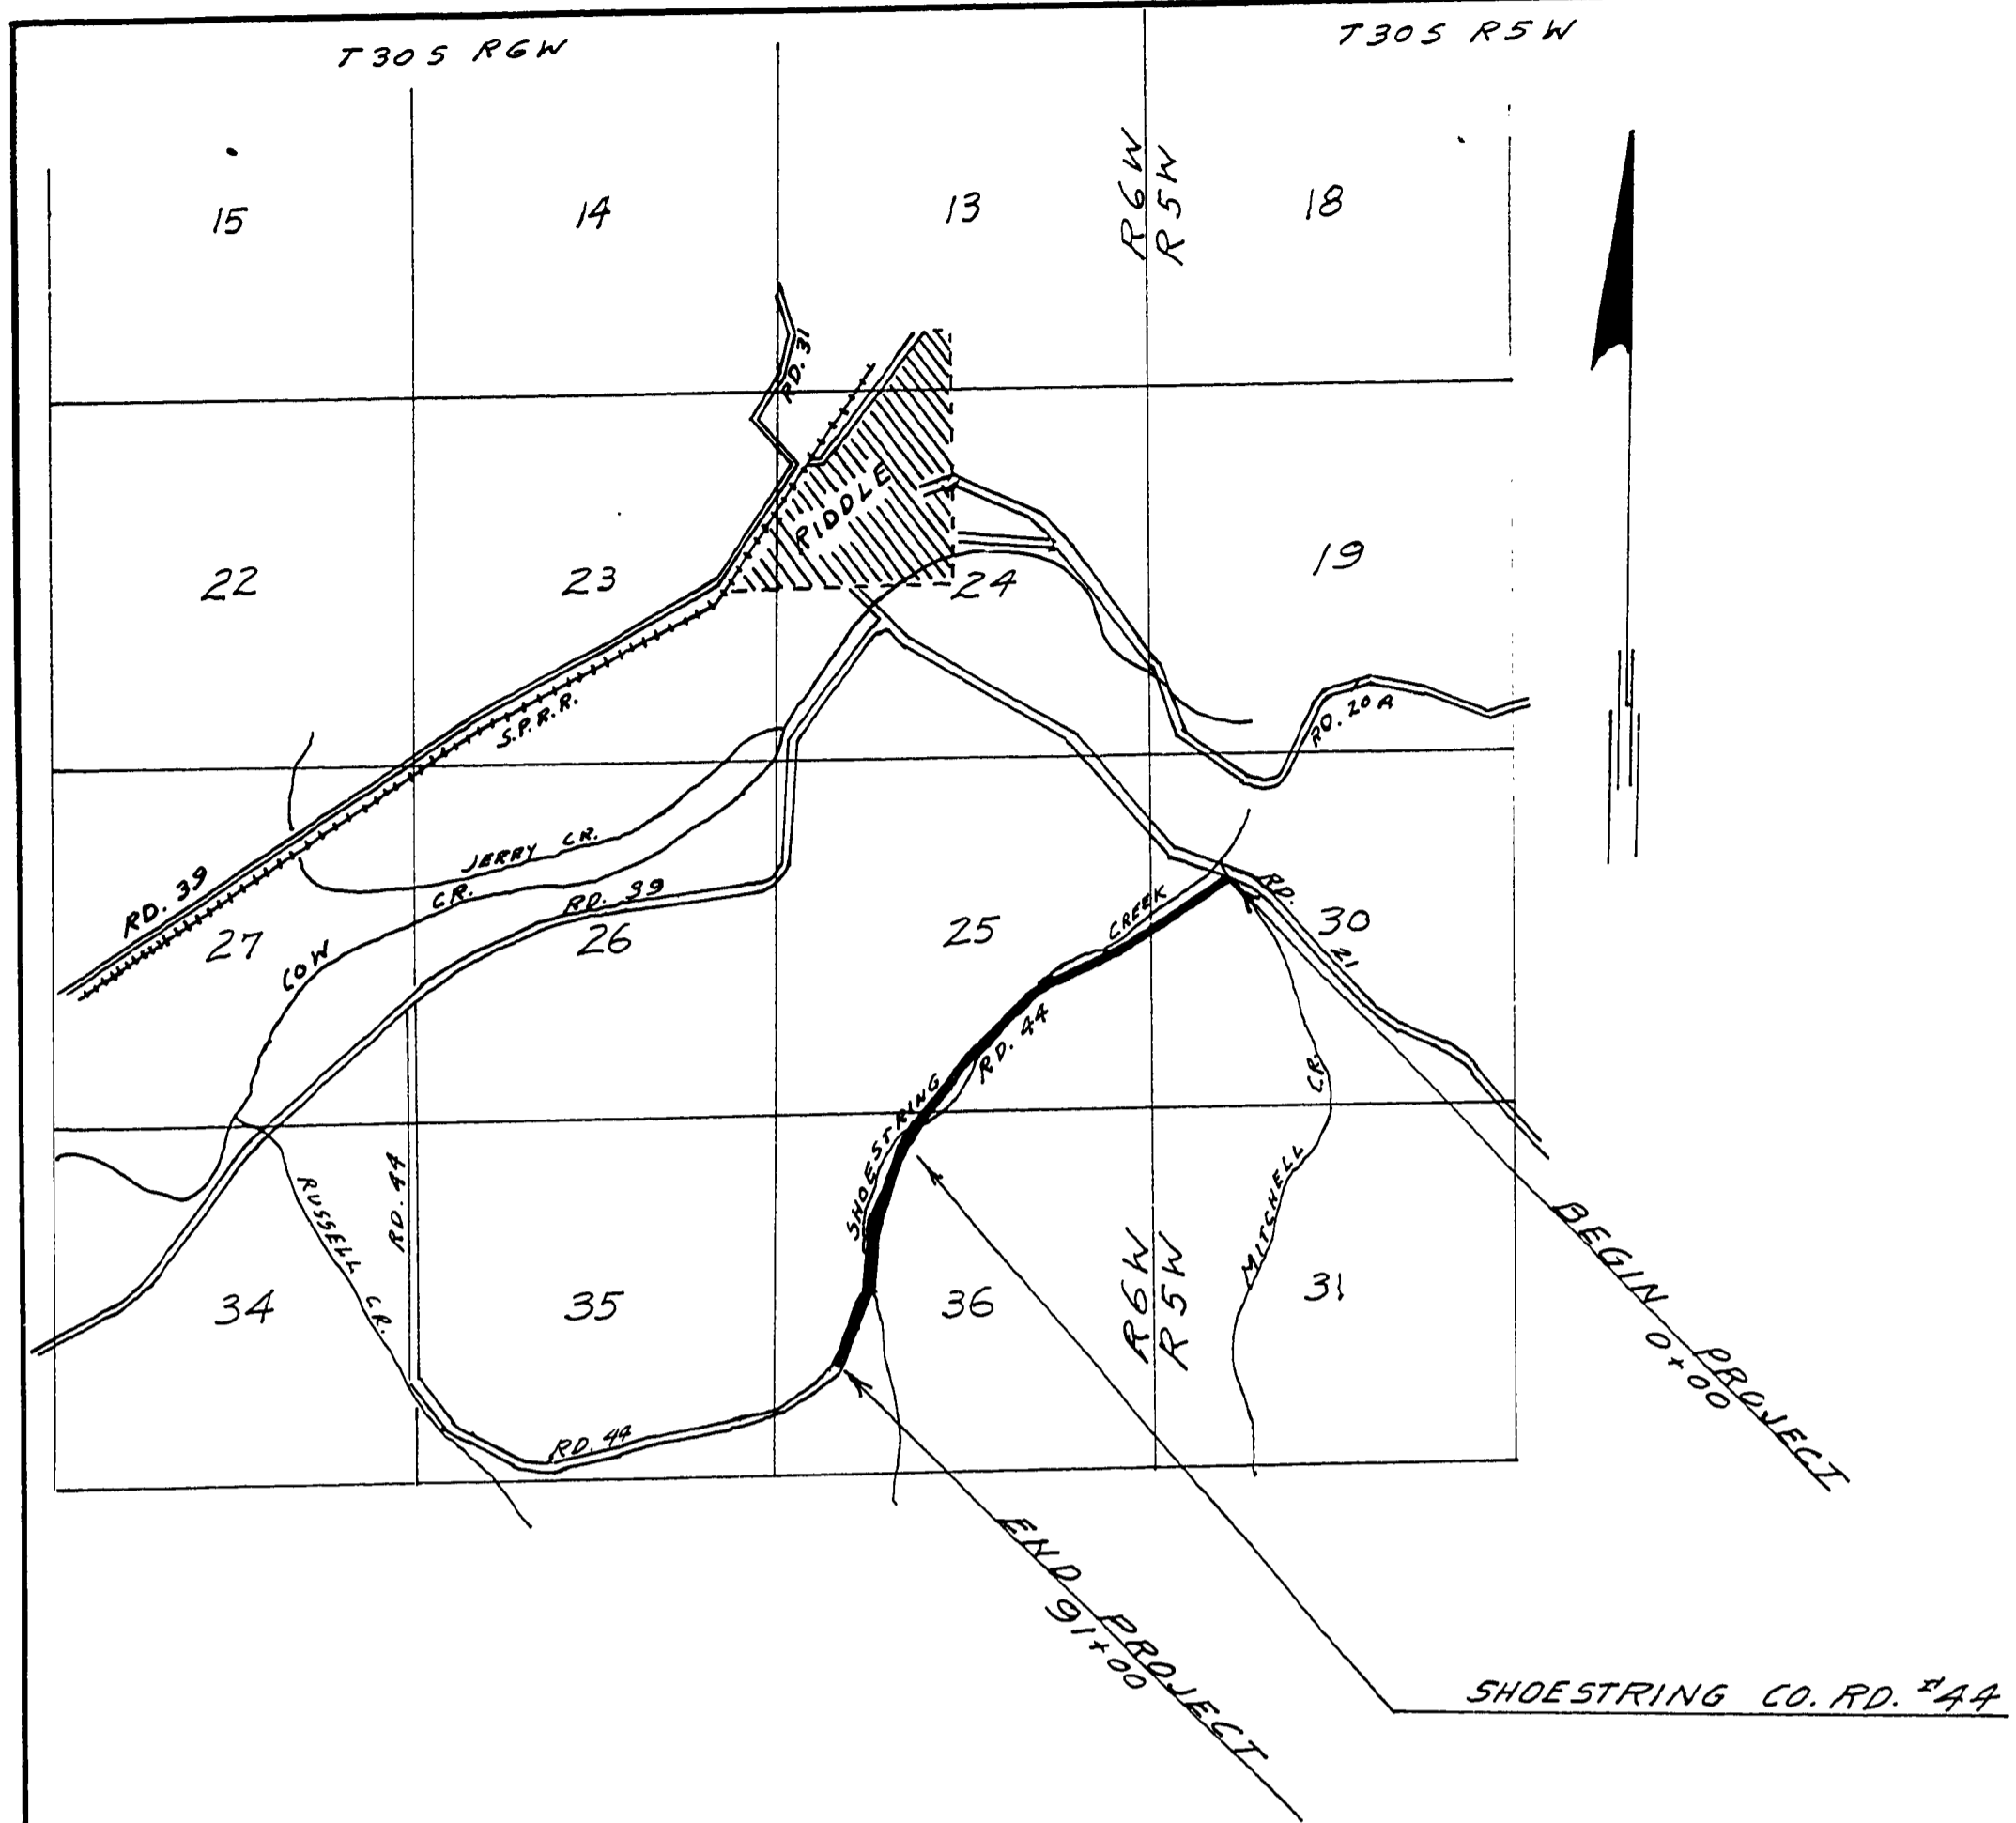 T30S R6W
T30S R5W
R6W
R5W
15
14
13
18
RD. 31
RIDDLE
22
23
24
19
S.P.R.R.
RD. 20A
JERRY CR.
RD. 39
COW CR.
RD. 39
CREEK
RD. 21
27
26
25
30
RD. 44
SHOESTRING
CR.
MITCHELL
RD. 44
RUSSELL CR.
R6W
R5W
34
35
36
31
RD. 44
BEGIN PROJECT
0+00
END PROJECT
91+00
SHOESTRING CO. RD. #44